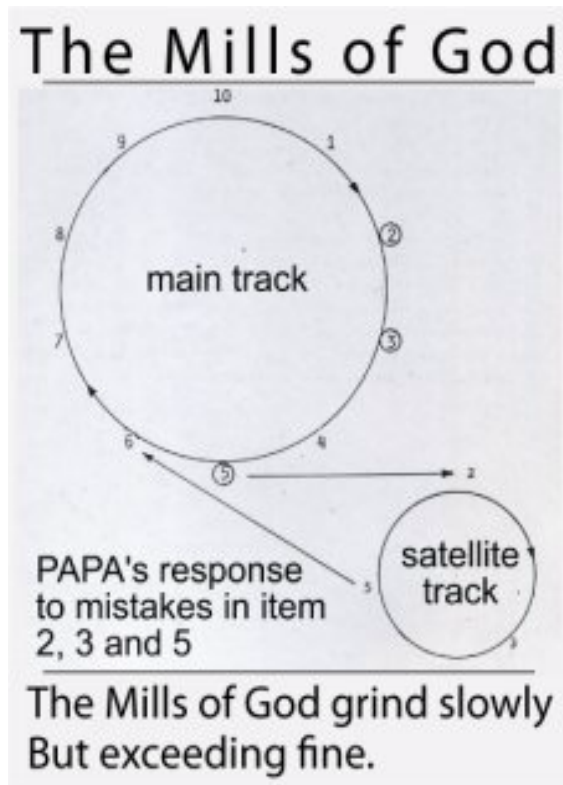 The Mills of God
10
9
1
8
2
main track
7
3
6
4
5
2
satellite
track
5
3
PAPA's response
to mistakes in item
2, 3 and 5
The Mills of God grind slowly
But exceeding fine.